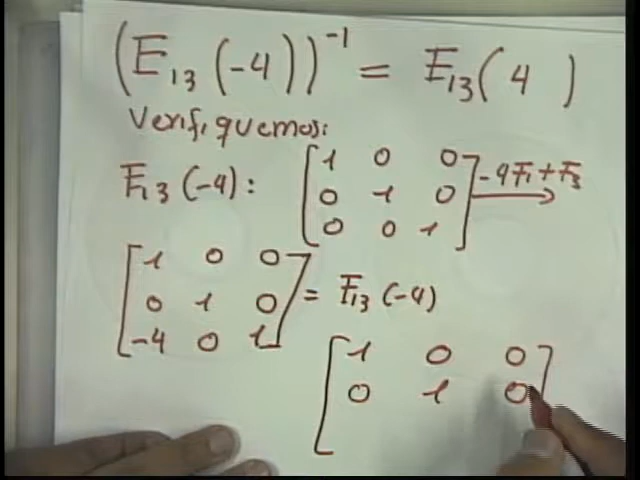 (E₁₃(-4))⁻¹ = E₁₃(4)
Verifiquemos:
E₁₃(-4): [1 0 0 -4F₁+F₃
0 1 0
0 0 1]
[1 0 0
0 1 0 = E₁₃(-4)
-4 0 1]
[1 0 0
0 1 0]